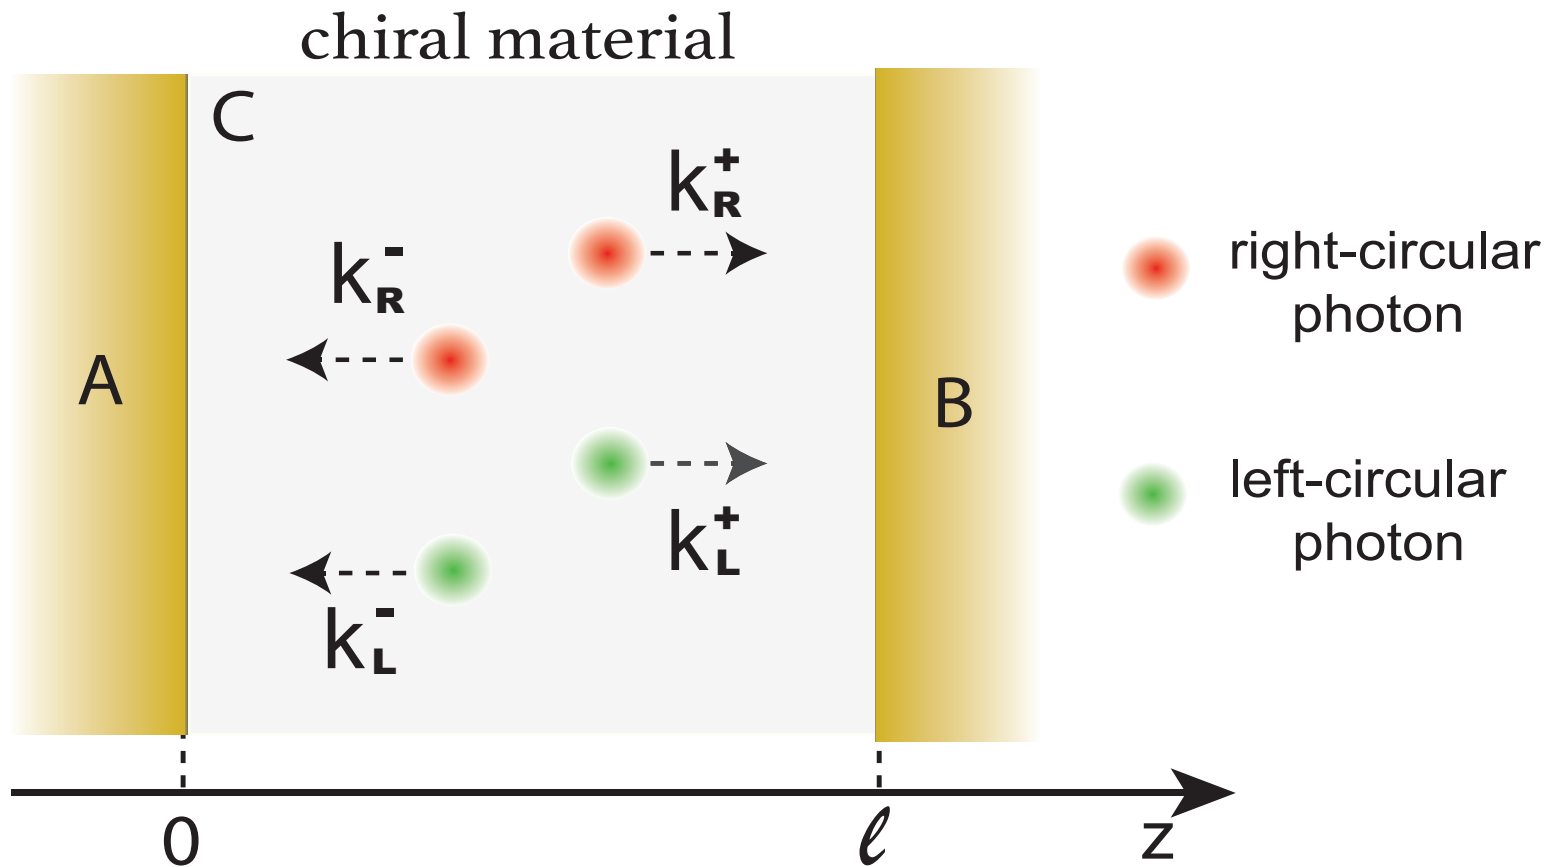 chiral material
C
k_R^+
k_R^-
right-circular
photon
A
B
k_L^+
k_L^-
left-circular
photon
0
ℓ
z